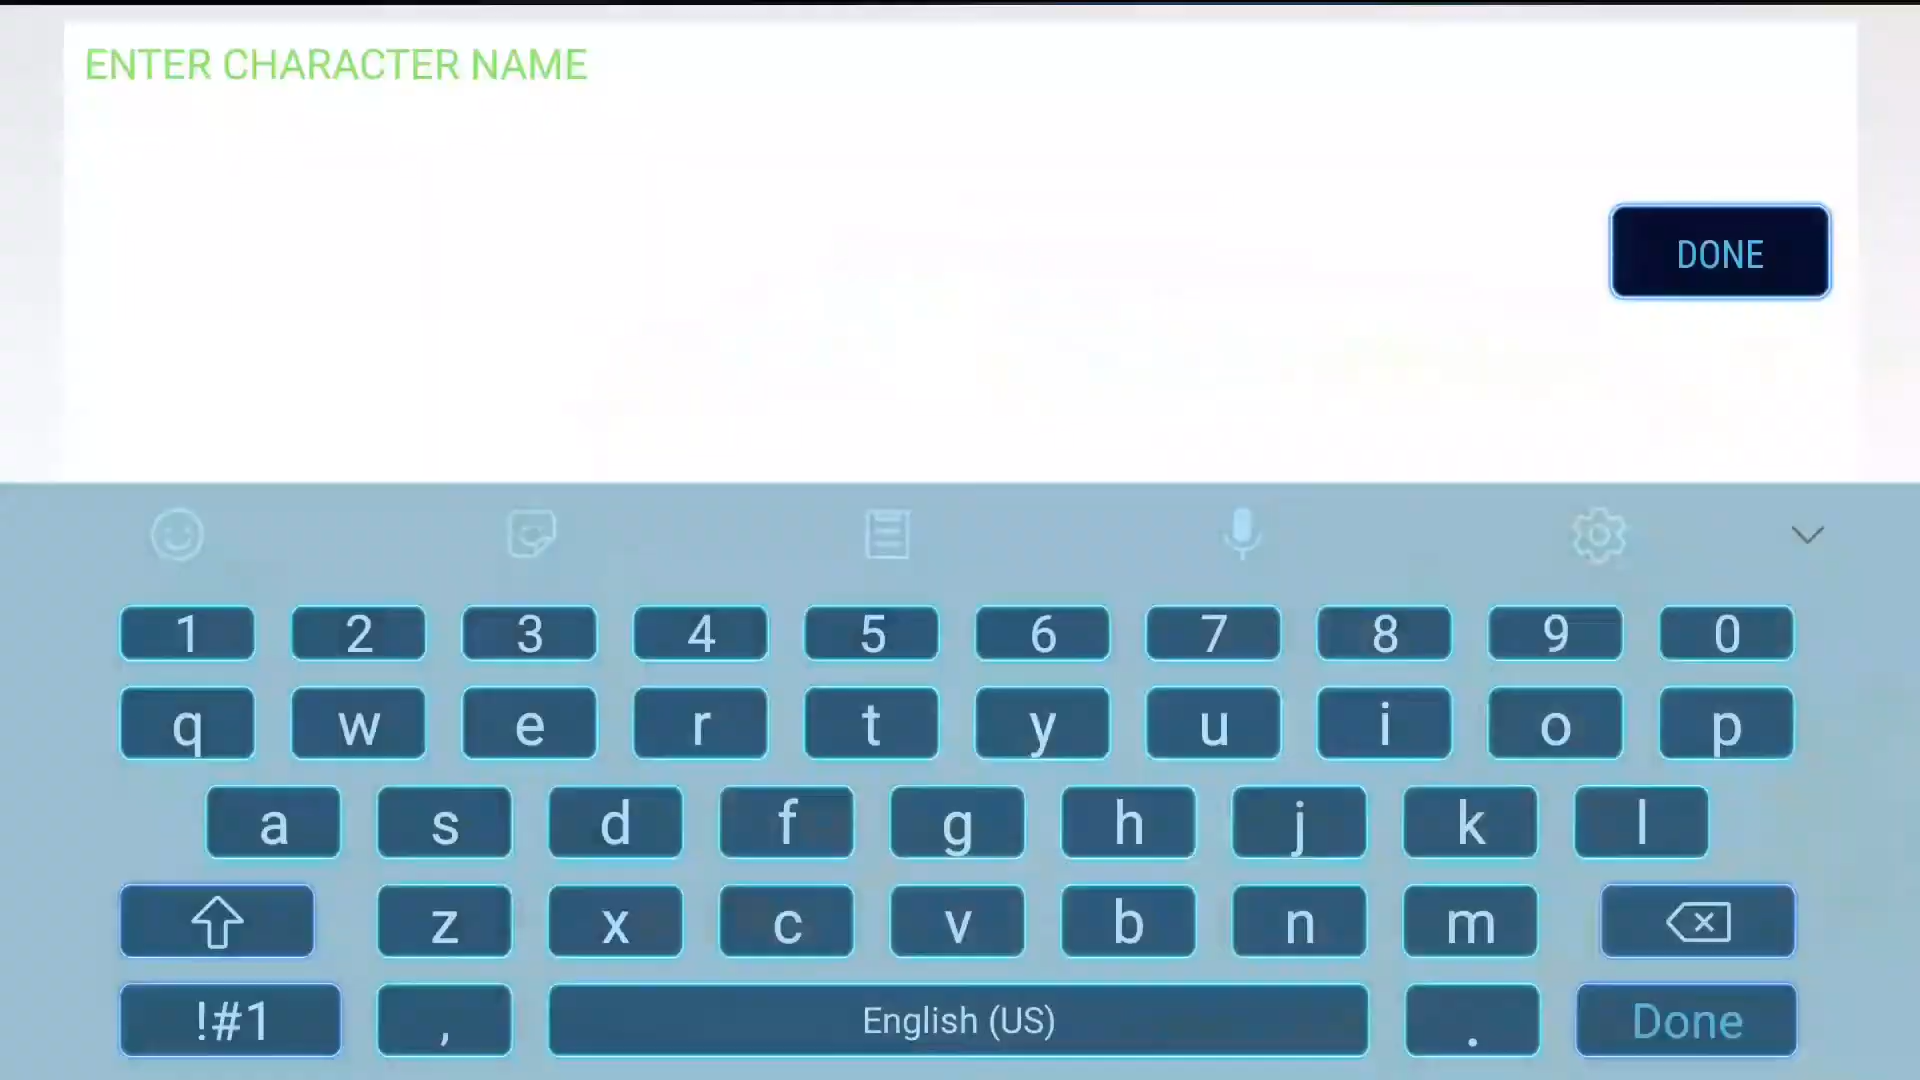 ENTER CHARACTER NAME
DONE
1 2 3 4 5 6 7 8 9 0
q w e r t y u i o p
a s d f g h j k l
z x c v b n m
!#1 , English (US) . Done